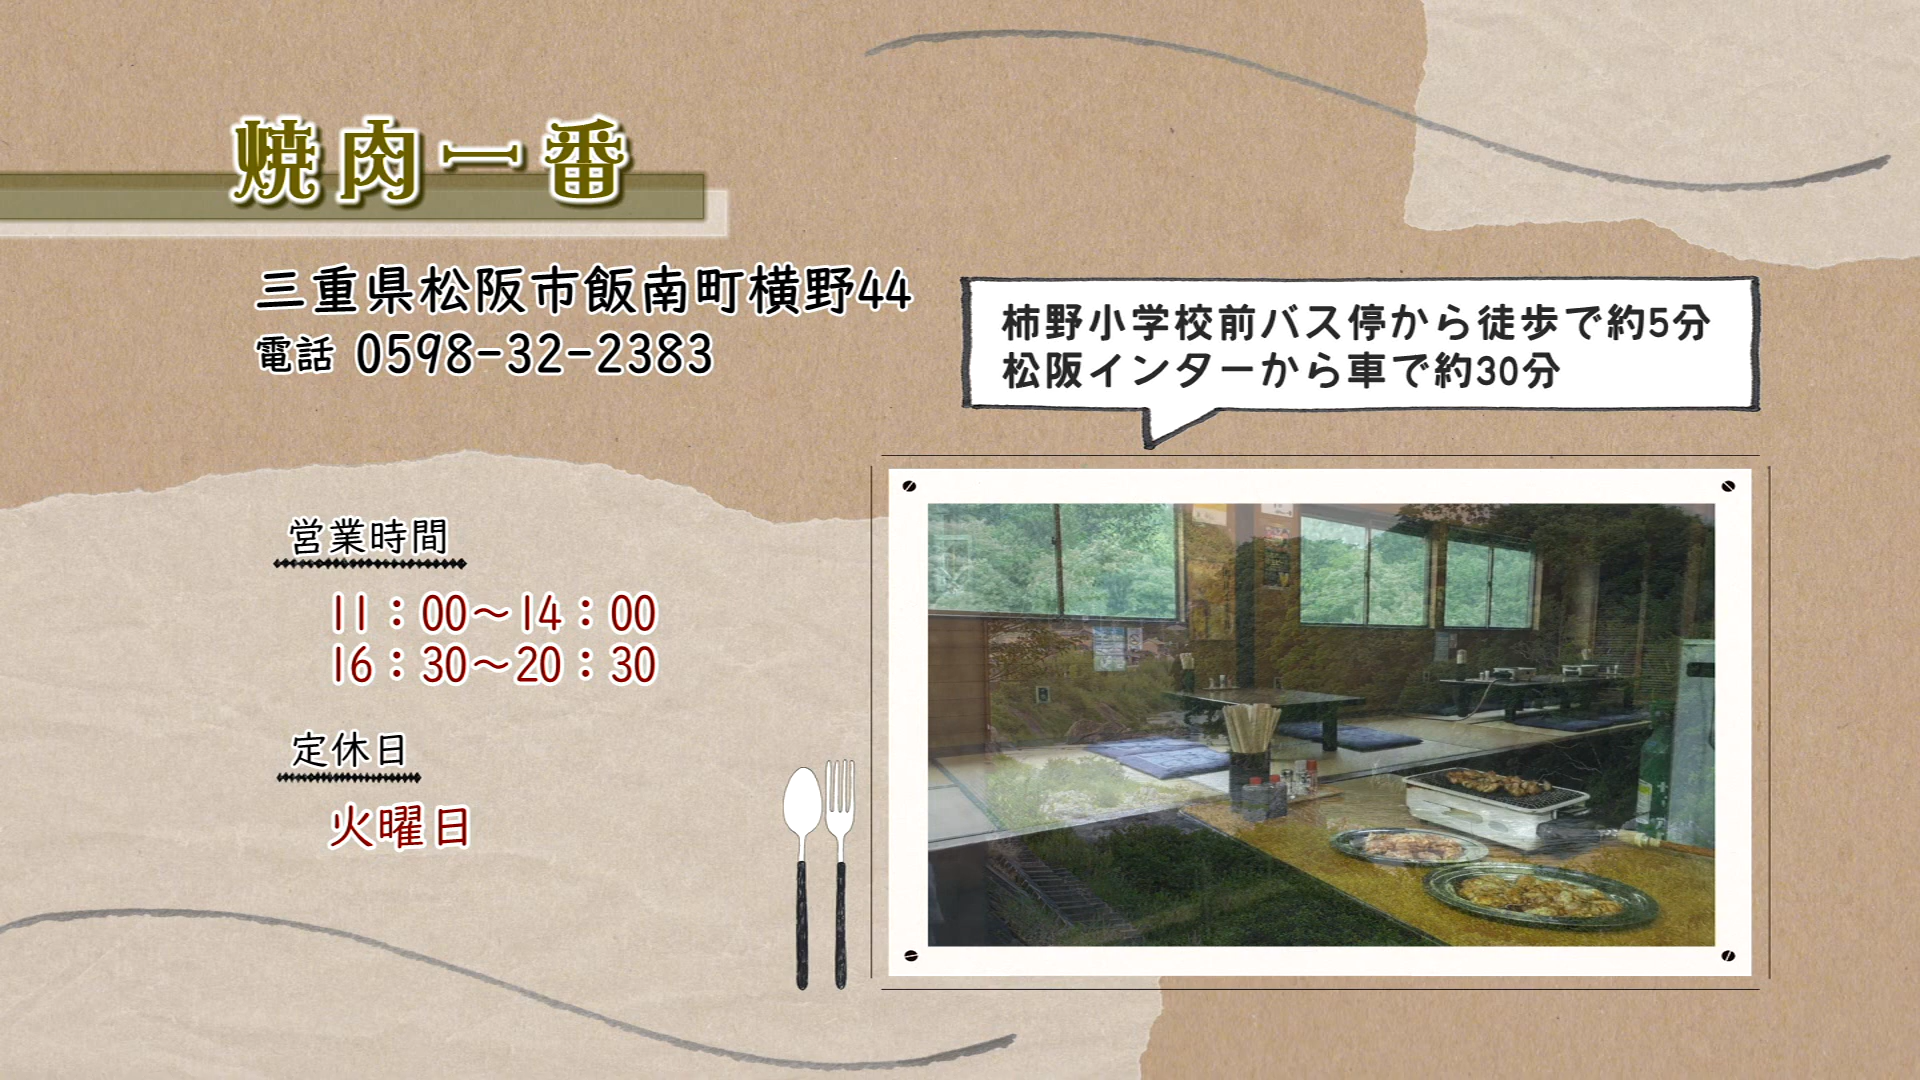 焼肉一番
三重県松阪市飯南町横野44
電話 0598-32-2383
柿野小学校前バス停から徒歩で約5分
松阪インターから車で約30分
営業時間
11：00～14：00
16：30～20：30
定休日
火曜日